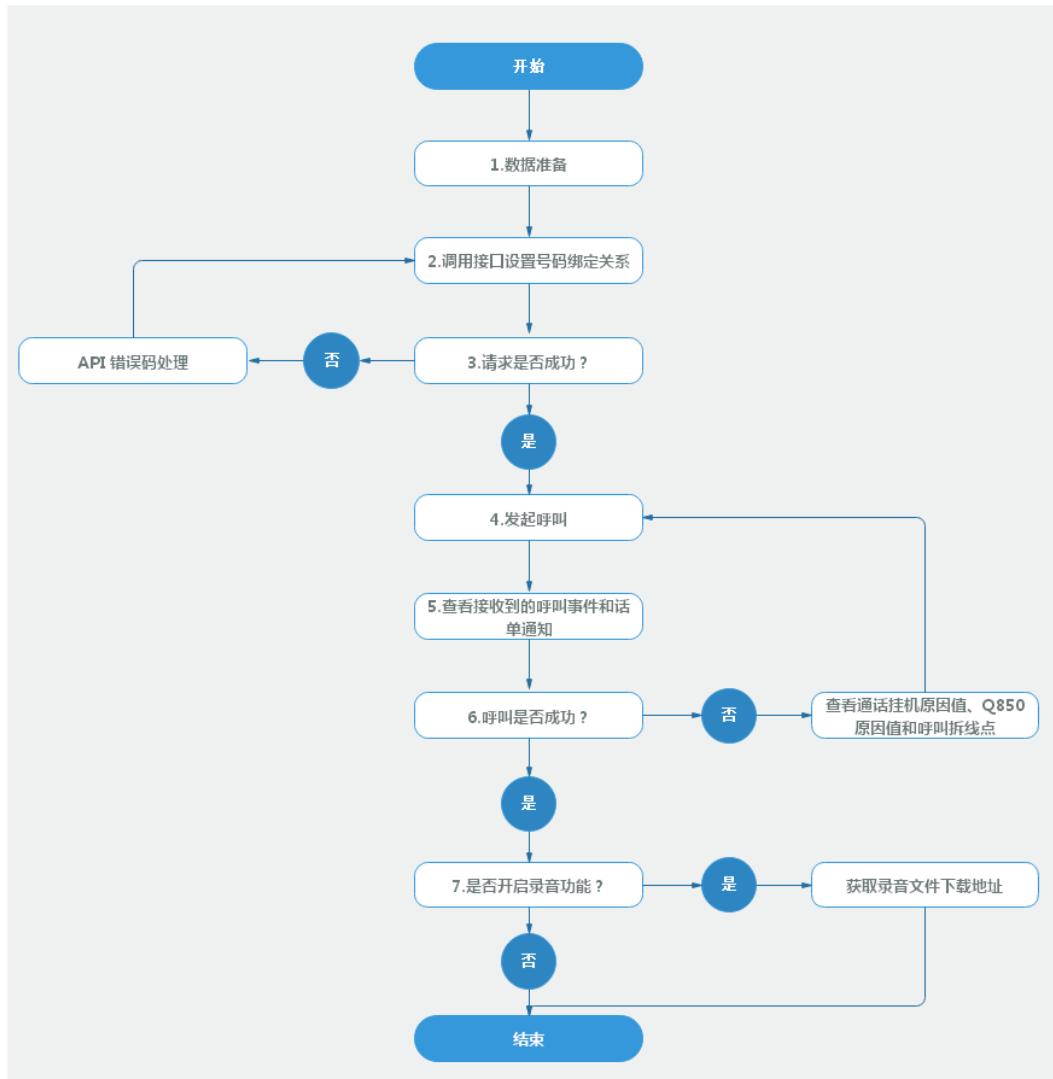 开始
1.数据准备
2.调用接口设置号码绑定关系
API 错误码处理
否
3.请求是否成功？
是
4.发起呼叫
5.查看接收到的呼叫事件和话
单通知
6.呼叫是否成功？
否
查看通话挂机原因值、Q850
原因值和呼叫拆线点
是
7.是否开启录音功能？
是
获取录音文件下载地址
否
结束